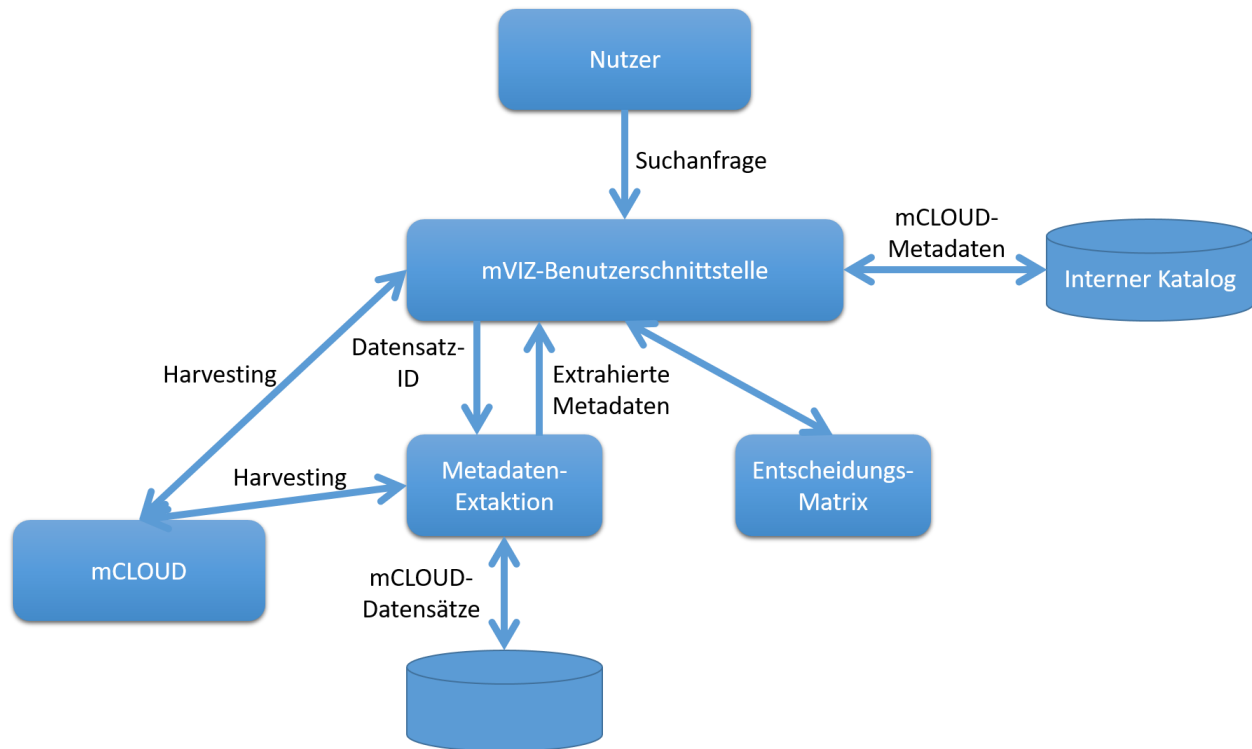 Nutzer
Suchanfrage
mCLOUD-
Metadaten
mVIZ-Benutzerschnittstelle
Interner Katalog
Datensatz-
ID
Harvesting
Extrahierte
Metadaten
Harvesting
Metadaten-
Extaktion
Entscheidungs-
Matrix
mCLOUD
mCLOUD-
Datensätze